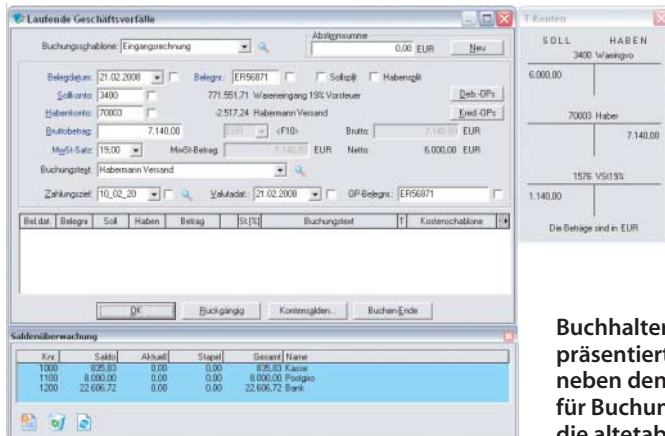 Laufende Geschäftsvorfälle
Buchungsschablone: Eingangsrechnung
Abstimmsumme
0,00 EUR
Neu
Belegdatum: 21.02.2008 Belegnr.: ER56871 Sollsplit Habensplit
Sollkonto: 3400 771.551,71 Wareneingang 19% Vorsteuer Deb.-OPs
Habenkonto: 70003 -2.517,24 Habermann Versand Kred.-OPs
Bruttobetrag: 7.140,00 EUR <F10> Brutto: 7.140,00 EUR
MwSt-Satz: 19,00 MwSt-Betrag: 1.140,00 EUR Netto: 6.000,00 EUR
Buchungstext: Habermann Versand
Zahlungsziel: 10_02_20 Valutadat.: 21.02.2008 OP-Belegnr.: ER56871
Bel.dat. Belegnr Soll Haben Betrag St.[%] Buchungstext T Kostenschablone
OK Rückgängig Kontensalden... Buchen-Ende
Saldenüberwachung
Knr. Saldo Aktuell Stapel Gesamt Name
1000 835,83 0,00 0,00 835,83 Kasse
1100 8.000,00 0,00 0,00 8.000,00 Postgiro
1200 22.606,72 0,00 0,00 22.606,72 Bank
T-Konten
SOLL HABEN
3400 Waeingvo
6.000,00
70003 Haber
7.140,00
1576 VSt19%
1.140,00
Die Beträge sind in EUR
Buchhalter
präsentiert
neben den
für Buchun
die altetab